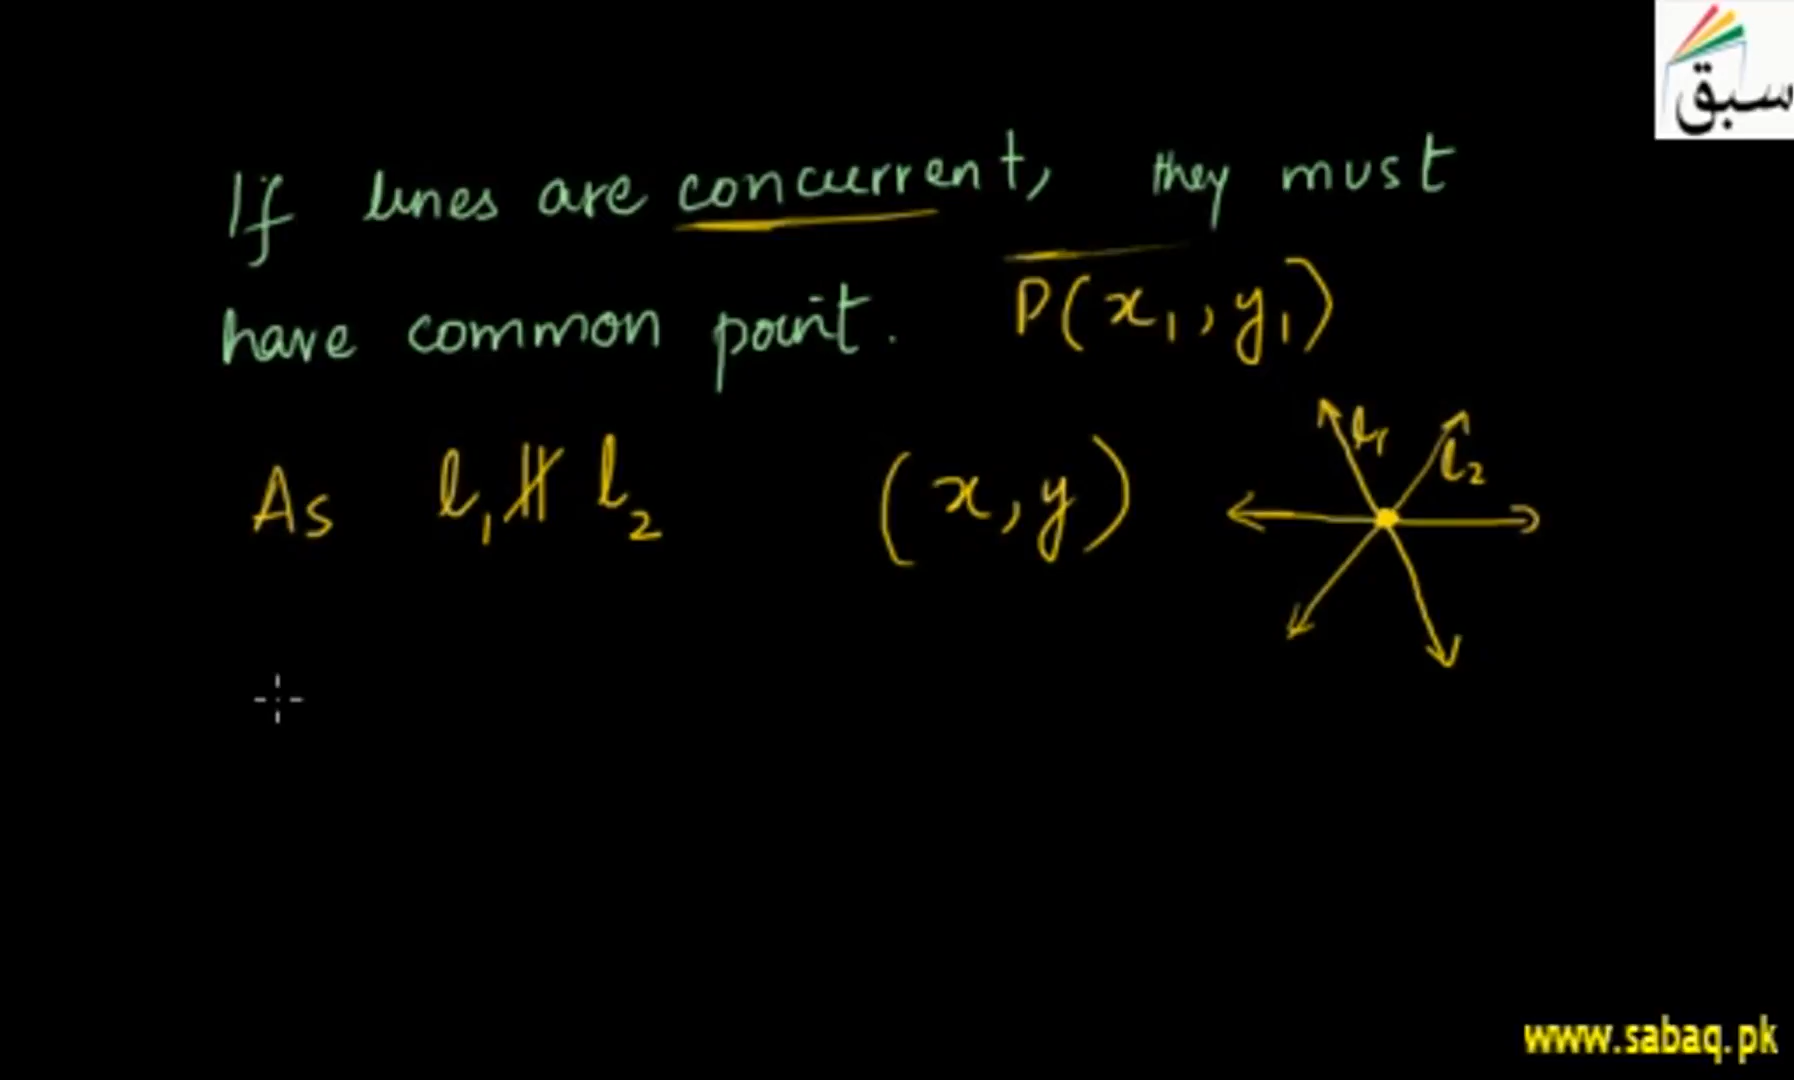 سبق
If lines are concurrent, they must
have common point. P(x₁, y₁)
As l₁ ∦ l₂ (x, y)
l₁ l₂
www.sabaq.pk